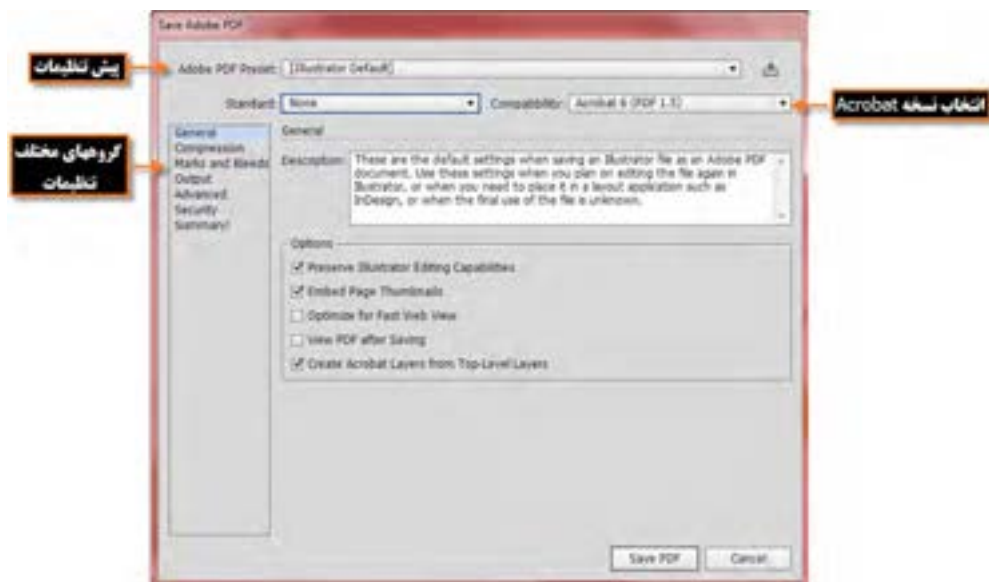 Save Adobe PDF
پیش تنظیمات
Adobe PDF Preset: [Illustrator Default]
Standard: None Compatibility: Acrobat 6 (PDF 1.5)
انتخاب نسخه Acrobat
گروههای مختلف
تنظیمات
General
Compression
Marks and Bleeds
Output
Advanced
Security
Summary
General
Description: These are the default settings when saving an Illustrator file as an Adobe PDF
document. Use these settings when you plan on editing the file again in
Illustrator, or when you need to place it in a layout application such as
InDesign, or when the final use of the file is unknown.
Options
Preserve Illustrator Editing Capabilities
Embed Page Thumbnails
Optimize for Fast Web View
View PDF after Saving
Create Acrobat Layers from Top-Level Layers
Save PDF Cancel